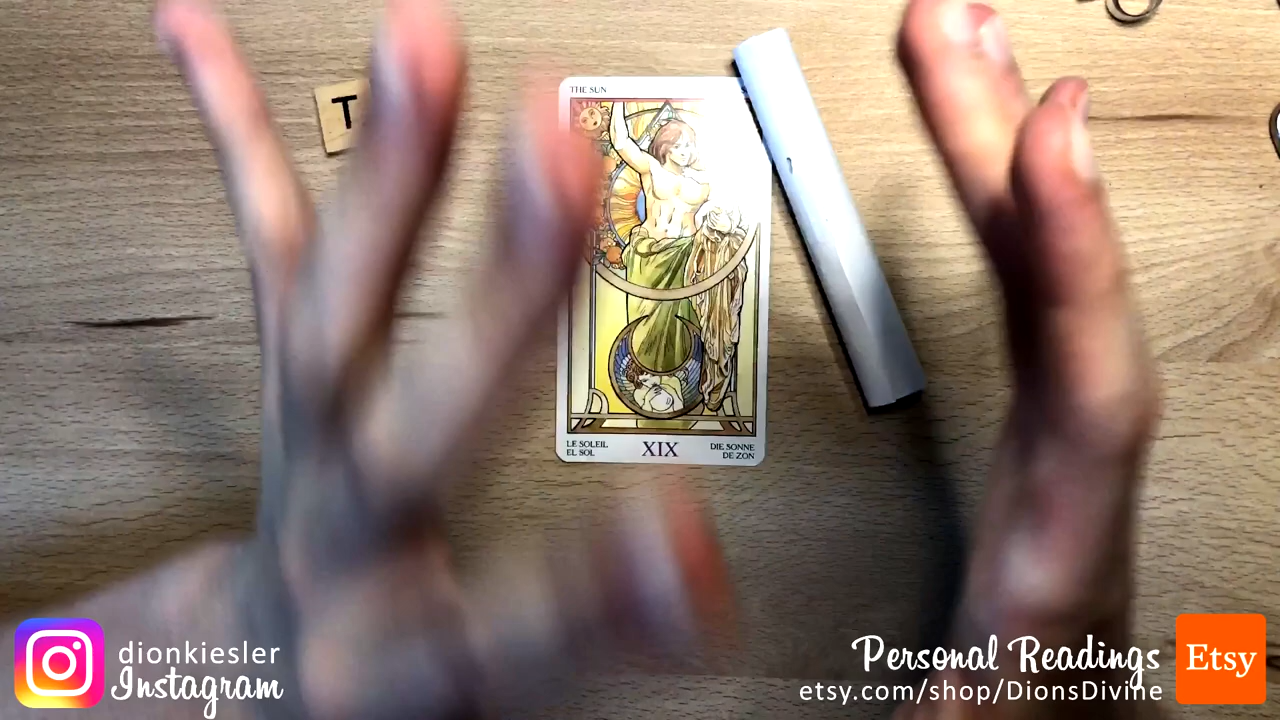 THE SUN
T
LE SOLEIL
EL SOL
XIX
DIE SONNE
DE ZON
dionkiesler
Instagram
Personal Readings
etsy.com/shop/DionsDivine
Etsy